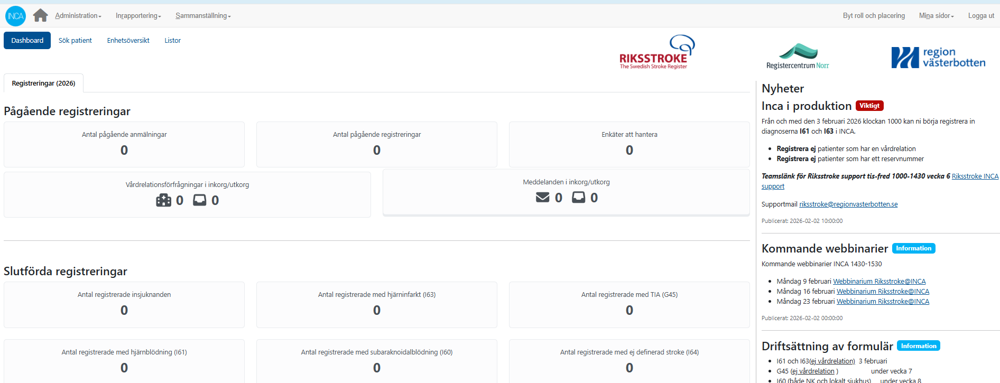 INCA Administration Inrapportering Sammanställning Byt roll och placering Mina sidor Logga ut
Dashboard Sök patient Enhetsöversikt Listor
RIKSSTROKE
The Swedish Stroke Register
Registercentrum Norr
region
västerbotten
Registreringar (2026)
Pågående registreringar
Antal pågående anmälningar
0
Antal pågående registreringar
0
Enkäter att hantera
0
Vårdrelationsförfrågningar i inkorg/utkorg
0 0
Meddelanden i inkorg/utkorg
0 0
Slutförda registreringar
Antal registrerade insjuknanden
0
Antal registrerade med hjärninfarkt (I63)
0
Antal registrerade med TIA (G45)
0
Antal registrerade med hjärnblödning (I61)
0
Antal registrerade med subaraknoidalblödning (I60)
0
Antal registrerade med ej definerad stroke (I64)
0
Nyheter
Inca i produktion Viktigt
Från och med den 3 februari 2026 klockan 1000 kan ni börja registrera in
diagnoserna I61 och I63 i INCA.
• Registrera ej patienter som har en vårdrelation
• Registrera ej patienter som har ett reservnummer
Teamslänk för Riksstroke support tis-fred 1000-1430 vecka 6 Riksstroke INCA
support
Supportmail riksstroke@regionvasterbotten.se
Publicerat: 2026-02-02 10:00:00
Kommande webbinarier Information
Kommande webbinarier INCA 1430-1530
• Måndag 9 februari Webbinarium Riksstroke@INCA
• Måndag 16 februari Webbinarium Riksstroke@INCA
• Måndag 23 februari Webbinarium Riksstroke@INCA
Publicerat: 2026-02-02 00:00:00
Driftsättning av formulär Information
• I61 och I63(ej vårdrelation) 3 februari
• G45 (ej vårdrelation ) under vecka 7
• I60 (både NK och lokalt sjukhus) under vecka 8